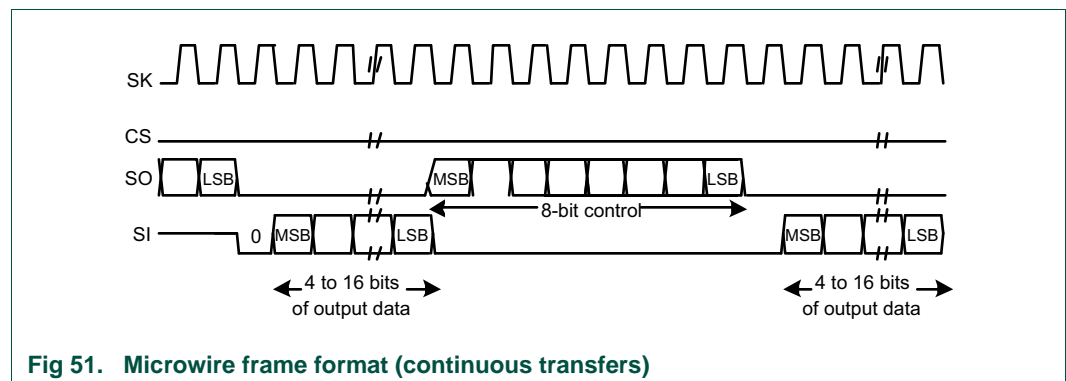 SK
CS
SO
LSB
MSB
LSB
8-bit control
SI
0
MSB
LSB
MSB
LSB
4 to 16 bits
of output data
4 to 16 bits
of output data
Fig 51. Microwire frame format (continuous transfers)